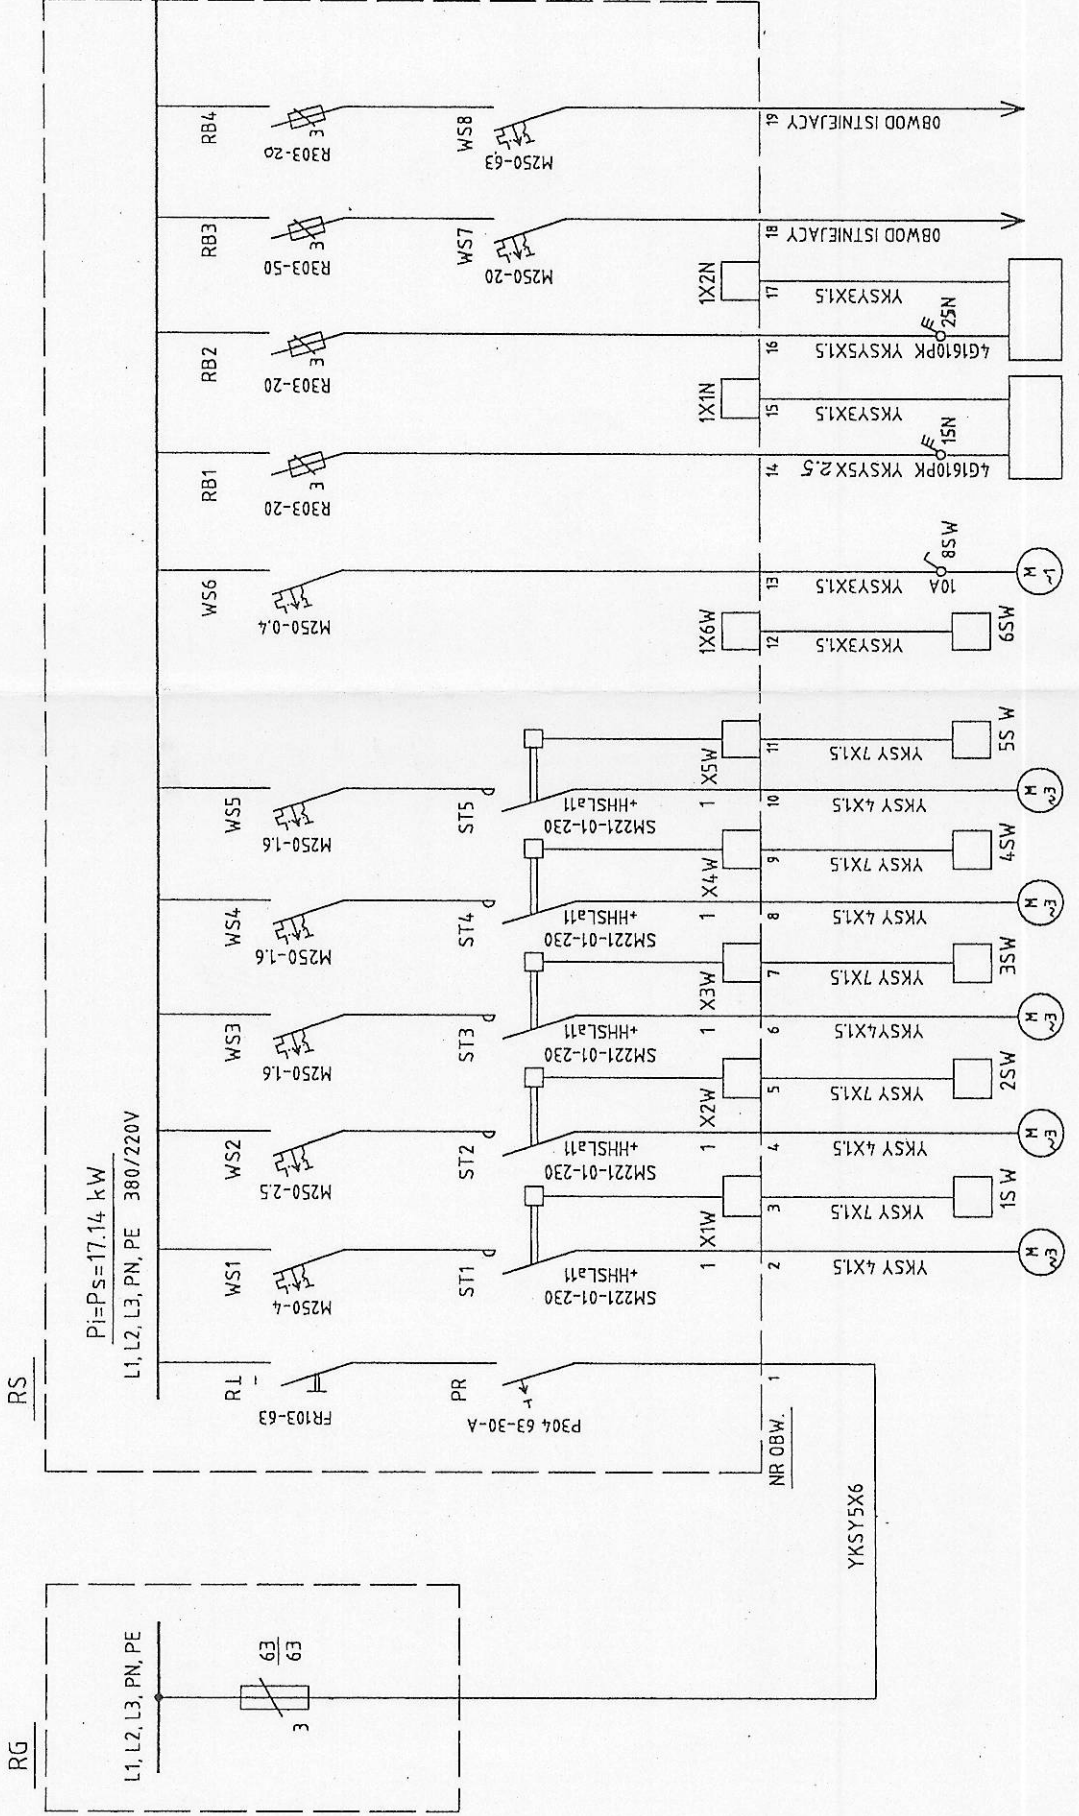 RG
L1, L2, L3, PN, PE
63
63
3
YKSY5X6
RS
Pi=Ps=17.14 kW
L1, L2, L3, PN, PE 380/220V
FR103-63
PR
P304 63-30-A
NR OBW.
1
WS1
M250-4
ST1
SM221-01-230
+HHSLa11
1 X1W
2
YKSY 4X1.5
M
~3
3
YKSY 7X1.5
1S W
WS2
M250-2.5
ST2
SM221-01-230
+HHSLa11
1 X2W
4
YKSY 4X1.5
M
~3
5
YKSY 7X1.5
2SW
WS3
M250-1.6
ST3
SM221-01-230
+HHSLa11
1 X3W
6
YKSY4X1.5
M
~3
7
YKSY 7X1.5
3SW
WS4
M250-1.6
ST4
SM221-01-230
+HHSLa11
1 X4W
8
YKSY 4X1.5
M
~3
9
YKSY 7X1.5
4SW
WS5
M250-1.6
ST5
SM221-01-230
+HHSLa11
1 X5W
10
YKSY 4X1.5
M
~3
11
YKSY 7X1.5
5S W
1X6W
12
YKSY3X1.5
6SW
WS6
M250-0.4
13
YKSY3X1.5
10A
8SW
M
~1
RB1
R303-20
3
14
YKSY5X2.5
4G1610PK
15N
1X1N
15
YKSY3X1.5
RB2
R303-20
3
16
YKSY5X1.5
4G1610PK
25N
1X2N
17
YKSY3X1.5
RB3
R303-50
3
WS7
M250-20
18
OBWOD ISTNIEJACY
RB4
R303-20
3
WS8
M250-63
19
OBWOD ISTNIEJACY